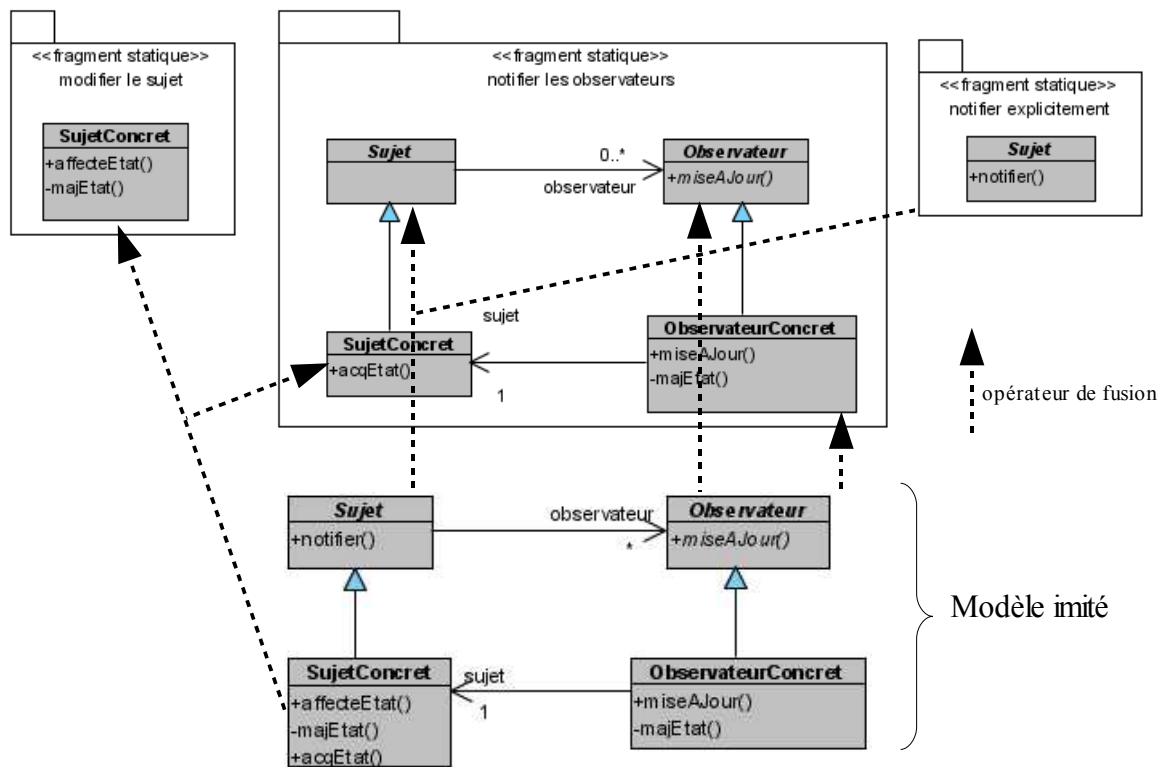 <<fragment statique>>
modifier le sujet
SujetConcret
+affecteEtat()
-majEtat()
<<fragment statique>>
notifier les observateurs
Sujet
0..*
observateur
Observateur
+miseAJour()
sujet
SujetConcret
+acqEtat()
1
ObservateurConcret
+miseAJour()
-majEtat()
<<fragment statique>>
notifier explicitement
Sujet
+notifier()
opérateur de fusion
Sujet
+notifier()
observateur
*
Observateur
+miseAJour()
SujetConcret
+affecteEtat()
-majEtat()
+acqEtat()
sujet
1
ObservateurConcret
+miseAJour()
-majEtat()
Modèle imité